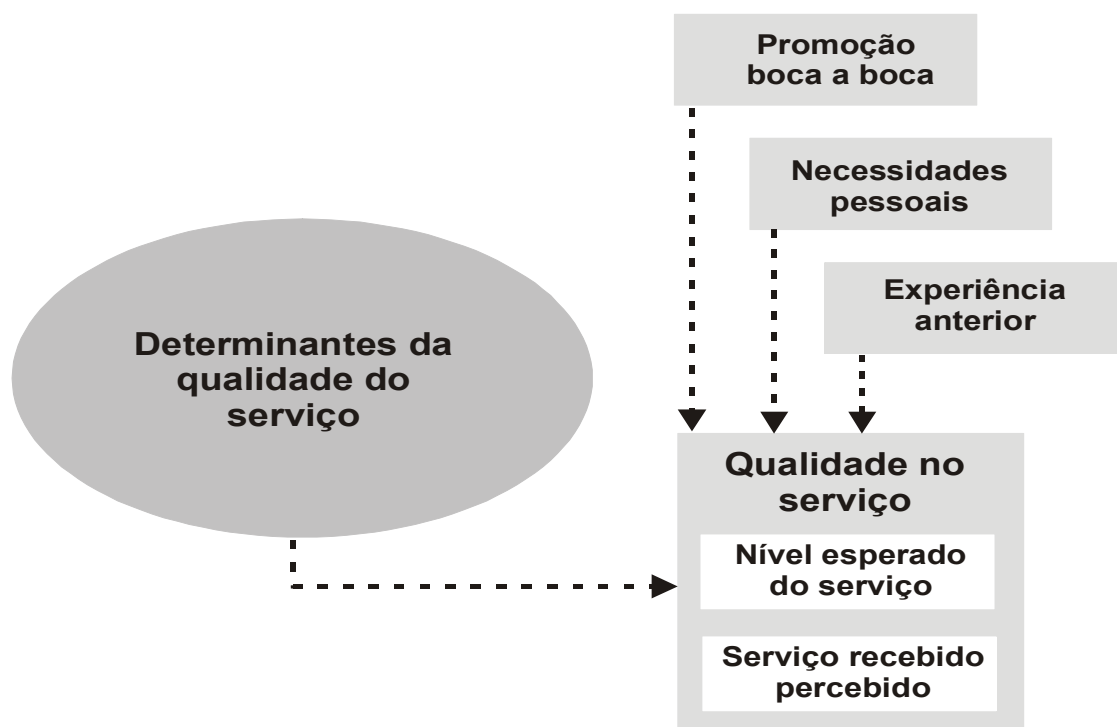 Promoção
boca a boca
Necessidades
pessoais
Experiência
anterior
Determinantes da
qualidade do
serviço
Qualidade no
serviço
Nível esperado
do serviço
Serviço recebido
percebido